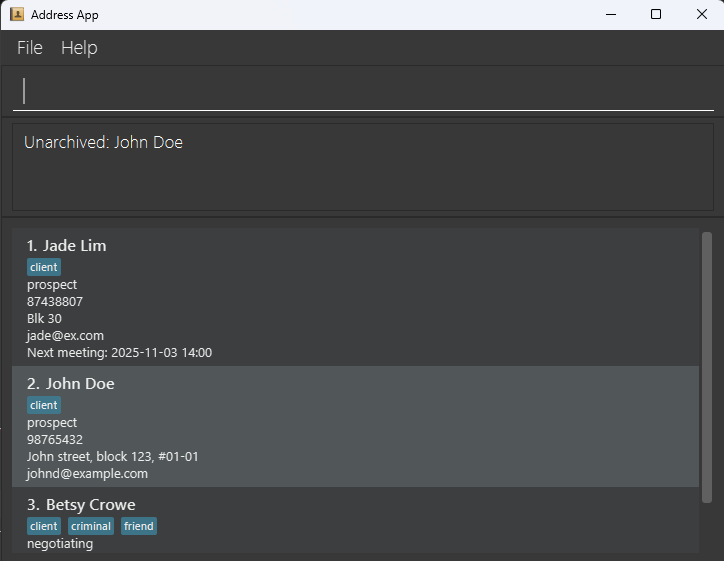 Address App
File Help
Unarchived: John Doe
1. Jade Lim
client
prospect
87438807
Blk 30
jade@ex.com
Next meeting: 2025-11-03 14:00
2. John Doe
client
prospect
98765432
John street, block 123, #01-01
johnd@example.com
3. Betsy Crowe
client criminal friend
negotiating